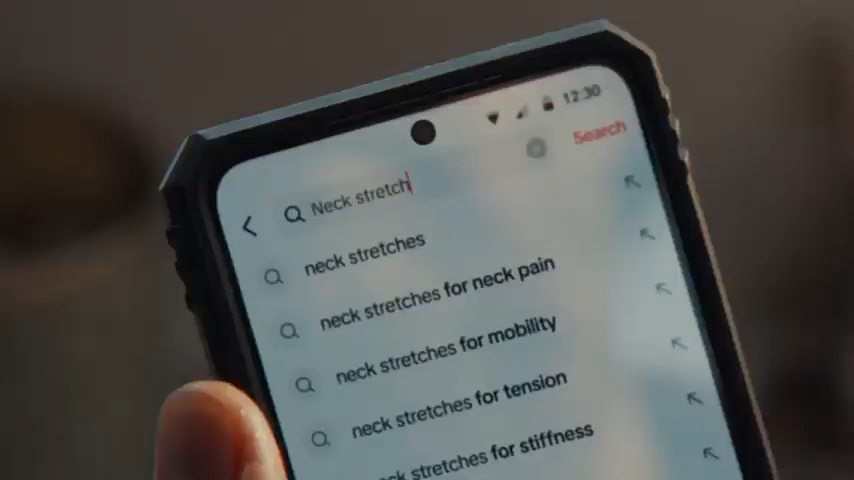 12:30
Neck stretch
Search
neck stretches
neck stretches for neck pain
neck stretches for mobility
neck stretches for tension
neck stretches for stiffness